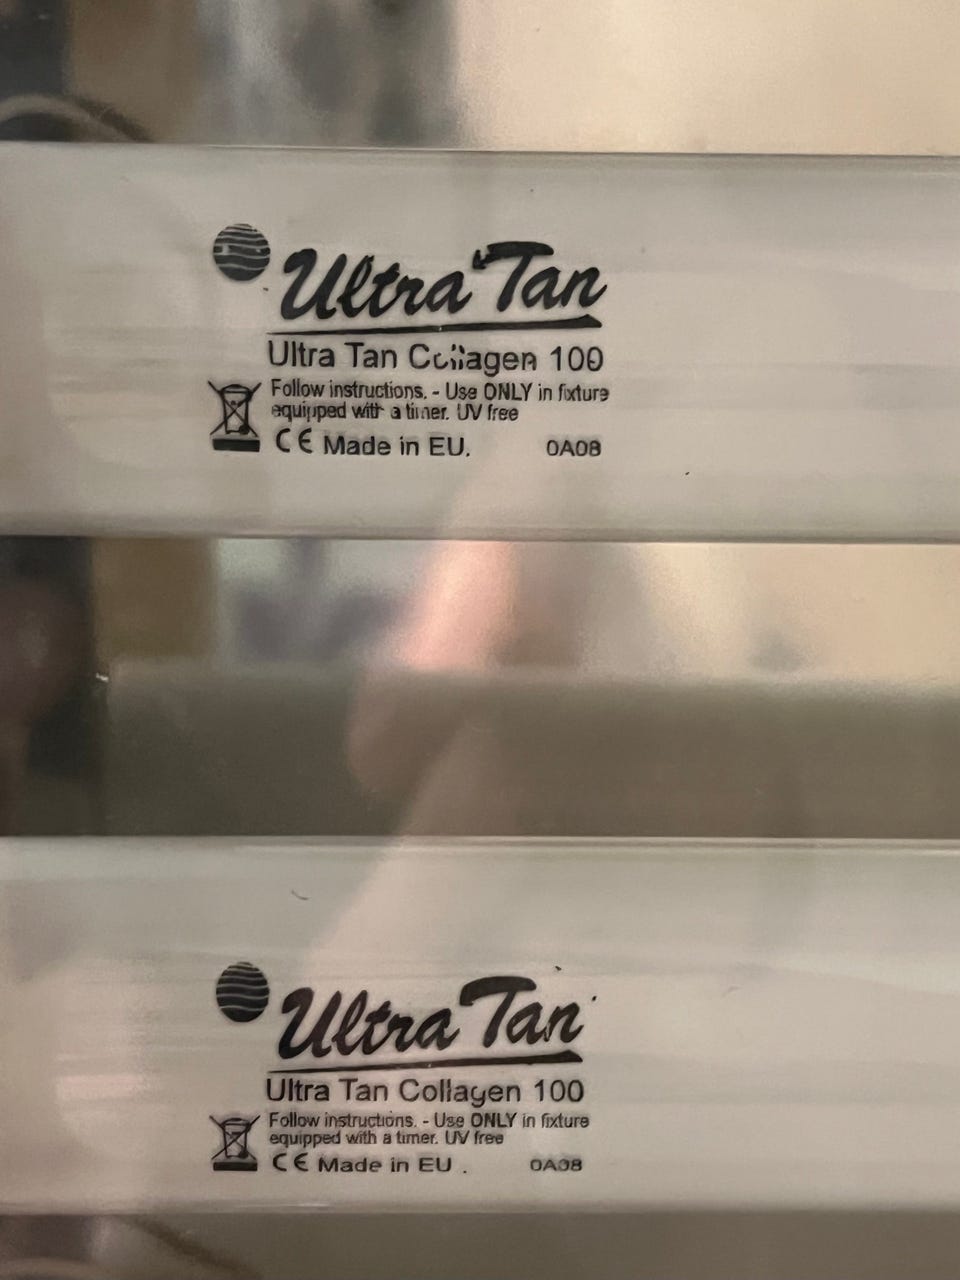 Ultra Tan
Ultra Tan Collagen 100
Follow instructions. - Use ONLY in fixture
equipped with a timer. UV free
CE Made in EU. 0A08
Ultra Tan
Ultra Tan Collagen 100
Follow instructions. - Use ONLY in fixture
equipped with a timer. UV free
CE Made in EU . 0A08